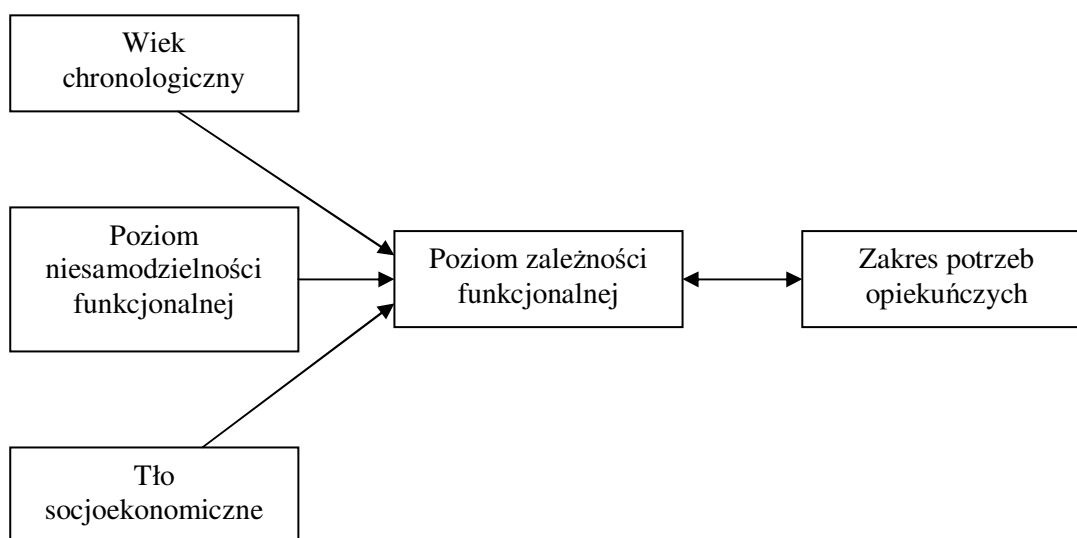 Wiek
chronologiczny
Poziom
niesamodzielności
funkcjonalnej
Poziom zależności
funkcjonalnej
Zakres potrzeb
opiekuńczych
Tło
socjoekonomiczne